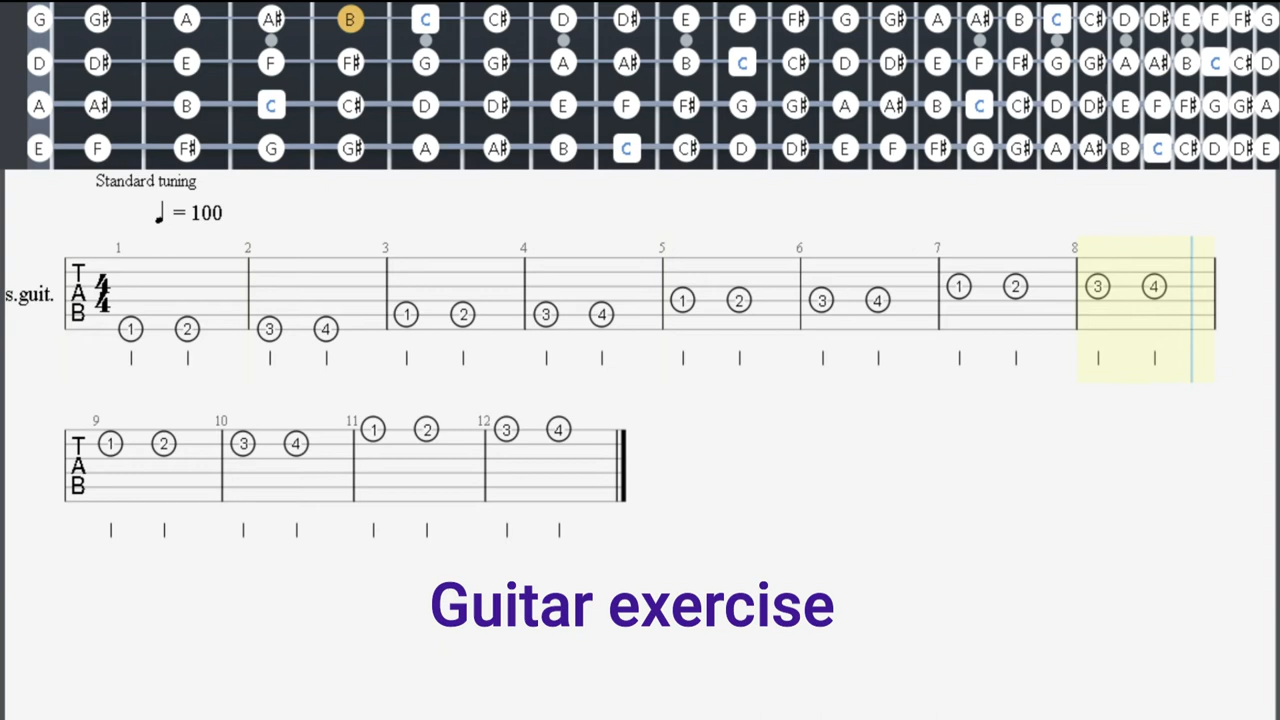 G G♯ A A♯ B C C♯ D D♯ E F F♯ G G♯ A A♯ B C C♯ D D♯ E F F♯ G
D D♯ E F F♯ G G♯ A A♯ B C C♯ D D♯ E F F♯ G G♯ A A♯ B C C♯ D
A A♯ B C C♯ D D♯ E F F♯ G G♯ A A♯ B C C♯ D D♯ E F F♯ G G♯ A
E F F♯ G G♯ A A♯ B C C♯ D D♯ E F F♯ G G♯ A A♯ B C C♯ D D♯ E
Standard tuning
♩ = 100
1 2 3 4 5 6 7 8
s.guit.
T
A
B
4
4
1 2 3 4 1 2 3 4 1 2 3 4 1 2 3 4
9 10 11 12
T
A
B
1 2 3 4 1 2 3 4
Guitar exercise